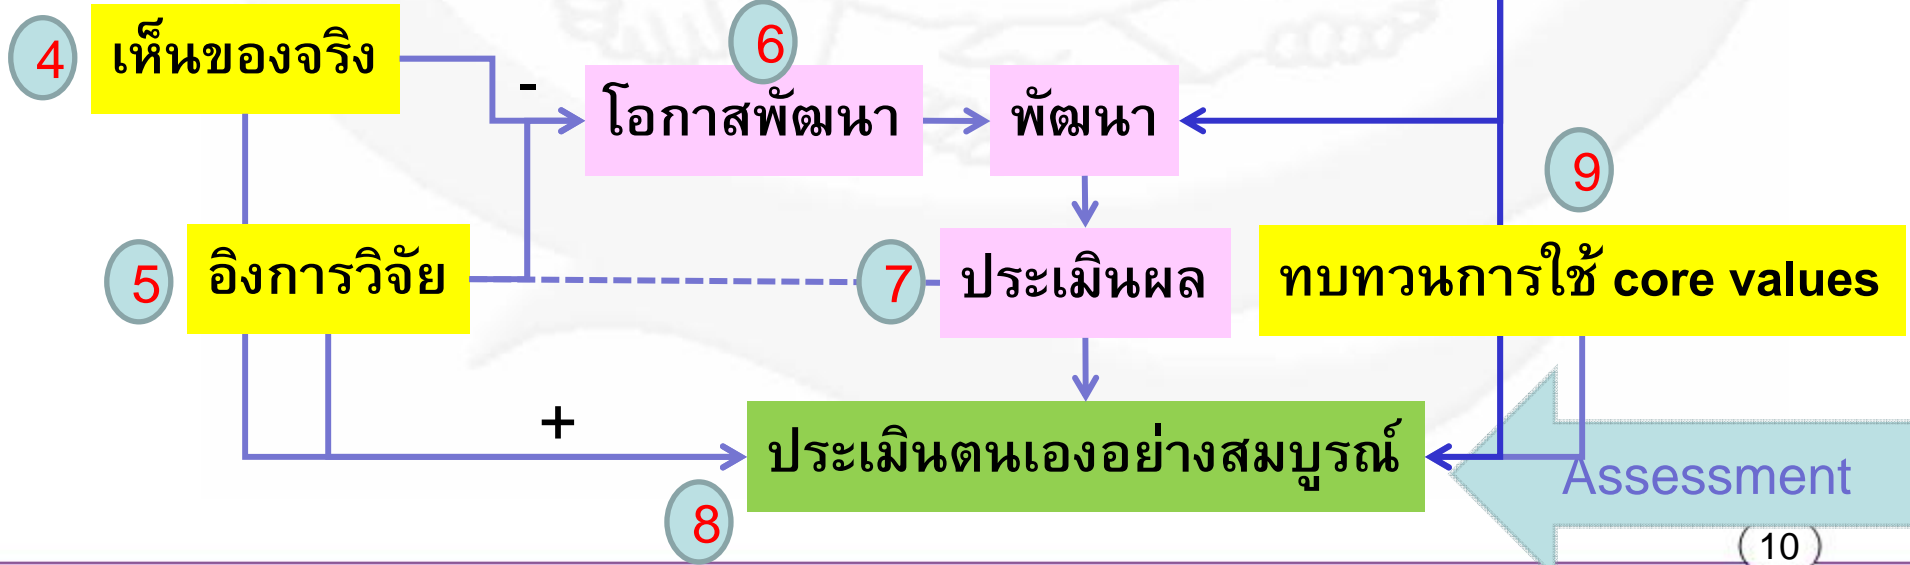 4
เห็นของจริง
6
-
โอกาสพัฒนา
พัฒนา
9
5
อิงการวิจัย
7
ประเมินผล
ทบทวนการใช้ core values
+
ประเมินตนเองอย่างสมบูรณ์
Assessment
8
(10)